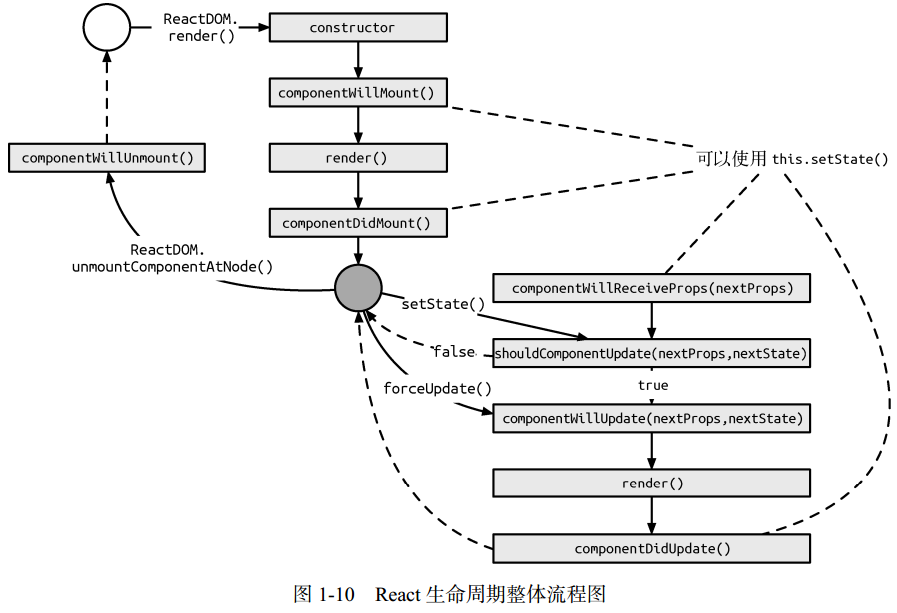 ReactDOM.
render()
constructor
componentWillMount()
componentWillUnmount()
render()
可以使用 this.setState()
componentDidMount()
ReactDOM.
unmountComponentAtNode()
componentWillReceiveProps(nextProps)
setState()
false
shouldComponentUpdate(nextProps,nextState)
true
forceUpdate()
componentWillUpdate(nextProps,nextState)
render()
componentDidUpdate()
图 1-10 React 生命周期整体流程图